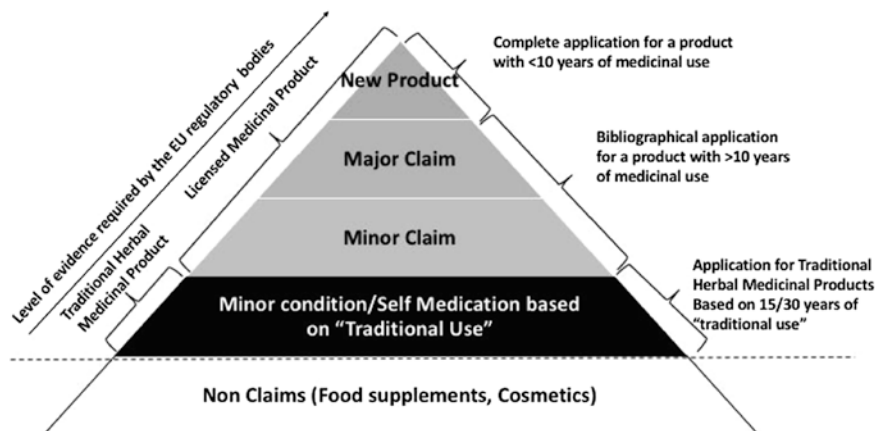 Level of evidence required by the EU regulatory bodies
Licensed Medicinal Product
Traditional Herbal
Medicinal Product
New Product
Major Claim
Minor Claim
Minor condition/Self Medication based
on “Traditional Use”
Non Claims (Food supplements, Cosmetics)
Complete application for a product
with <10 years of medicinal use
Bibliographical application
for a product with >10 years
of medicinal use
Application for Traditional
Herbal Medicinal Products
Based on 15/30 years of
“traditional use”